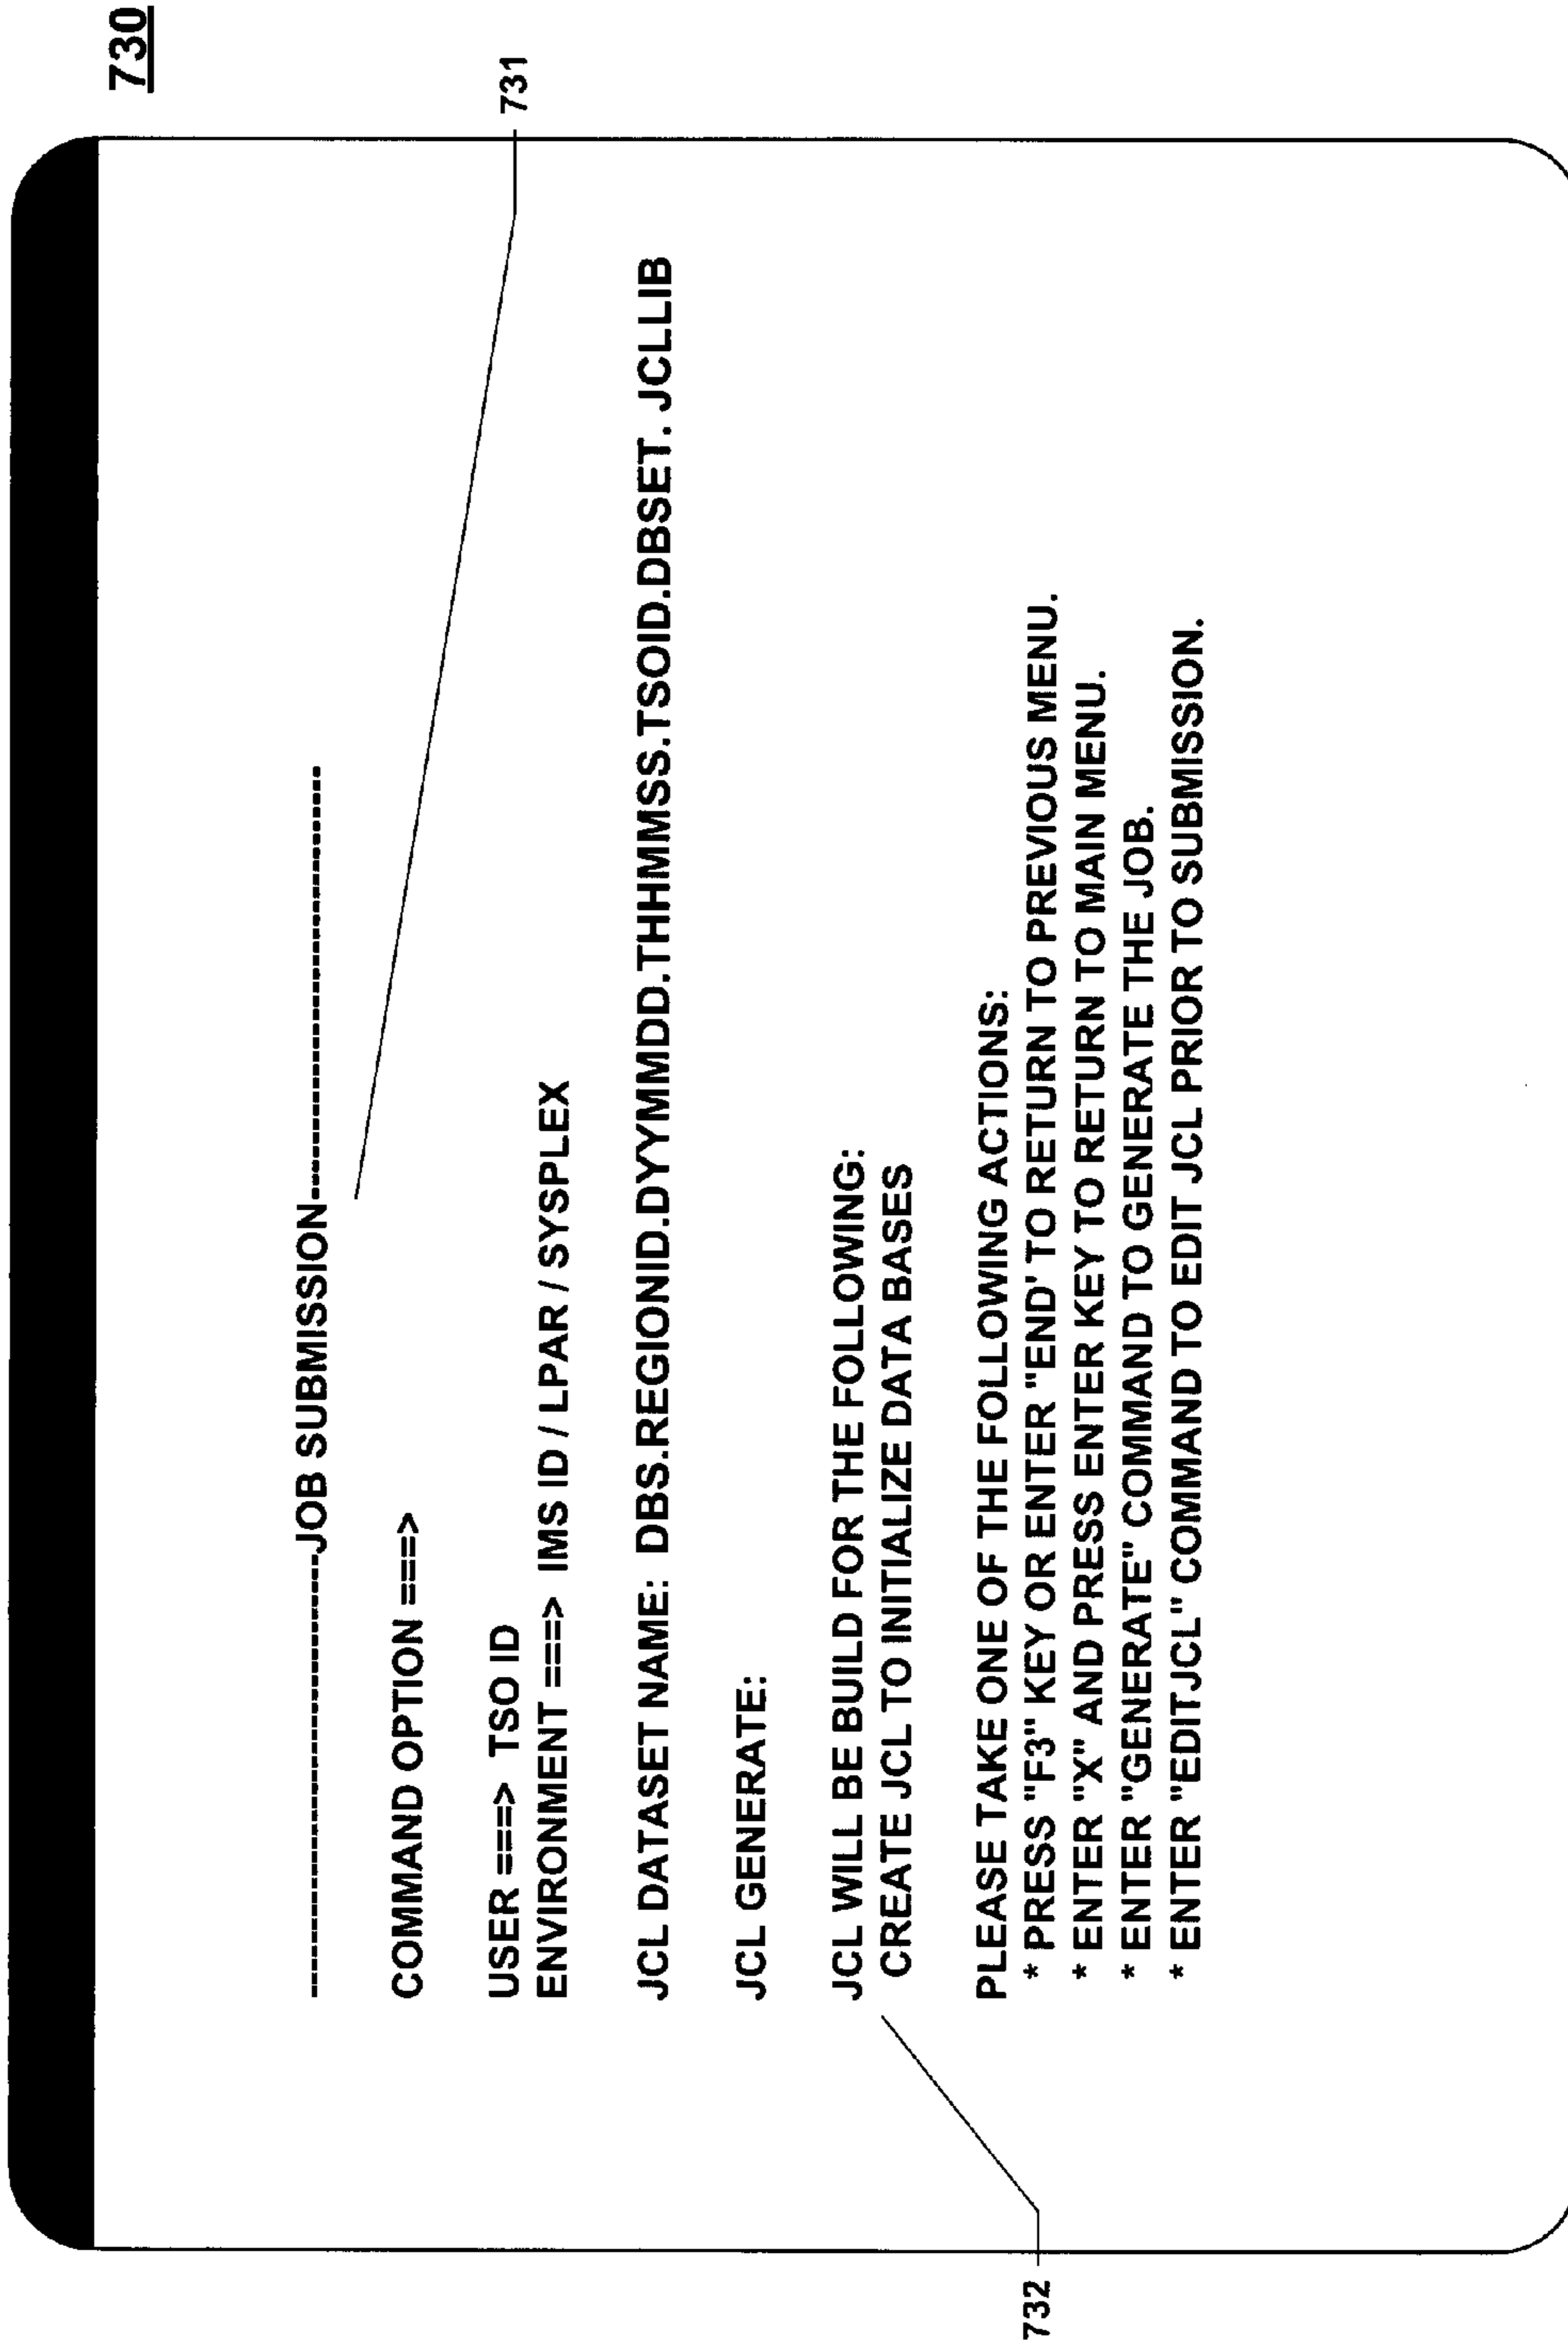 730
--------------------JOB SUBMISSION--------------------
731
COMMAND OPTION ===>
USER ===> TSO ID
ENVIRONMENT ===> IMS ID / LPAR / SYSPLEX
JCL DATASET NAME: DBS.REGIONID.DYYMMDD.THHMMSS.TSOID.DBSET. JCLLIB
JCL GENERATE:
JCL WILL BE BUILD FOR THE FOLLOWING:
CREATE JCL TO INITIALIZE DATA BASES
732
PLEASE TAKE ONE OF THE FOLLOWING ACTIONS:
* PRESS "F3" KEY OR ENTER "END' TO RETURN TO PREVIOUS MENU.
* ENTER "X" AND PRESS ENTER KEY TO RETURN TO MAIN MENU.
* ENTER "GENERATE" COMMAND TO GENERATE THE JOB.
* ENTER "EDITJCL" COMMAND TO EDIT JCL PRIOR TO SUBMISSION.